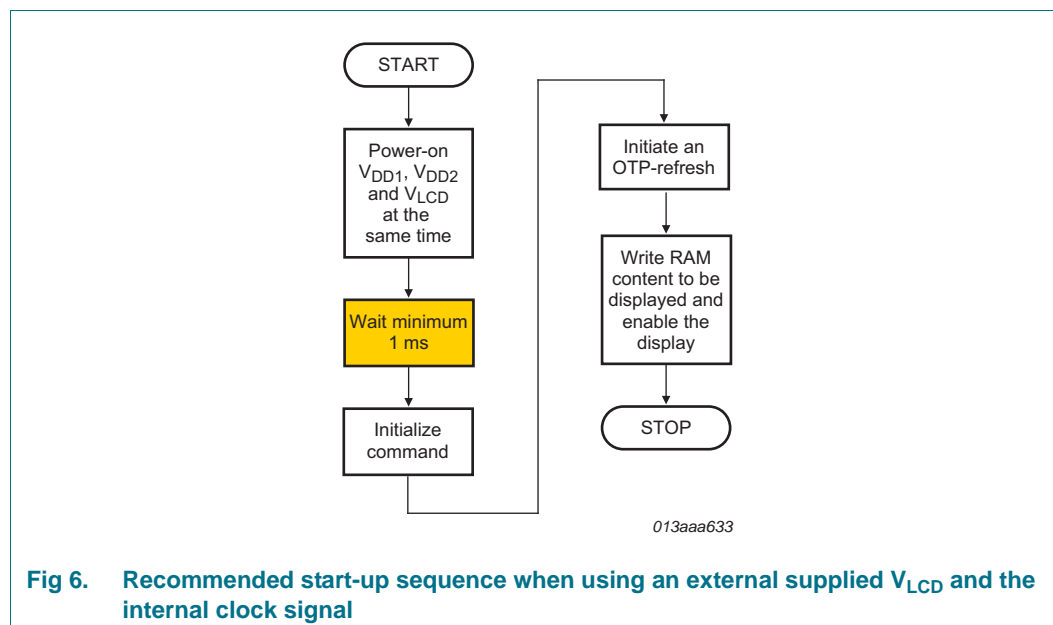 START
Power-on
VDD1, VDD2
and VLCD
at the
same time
Wait minimum
1 ms
Initialize
command
Initiate an
OTP-refresh
Write RAM
content to be
displayed and
enable the
display
STOP
013aaa633
Fig 6. Recommended start-up sequence when using an external supplied VLCD and the
internal clock signal